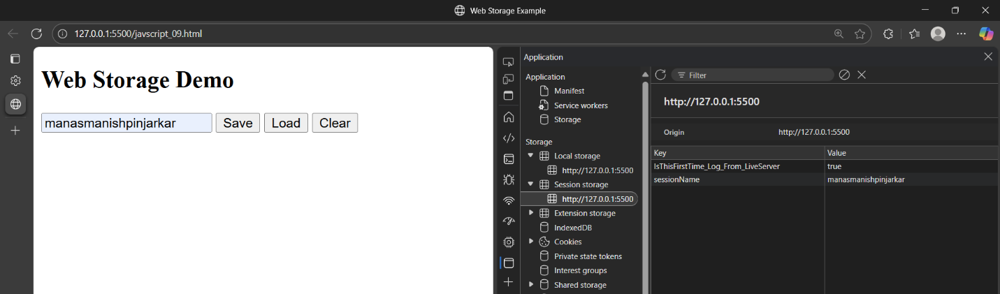 Web Storage Example
127.0.0.1:5500/javscript_09.html
Web Storage Demo
manasmanishpinjarkar Save Load Clear
Application
Application
Manifest
Service workers
Storage
Storage
Local storage
http://127.0.0.1:5500
Session storage
http://127.0.0.1:5500
Extension storage
IndexedDB
Cookies
Private state tokens
Interest groups
Shared storage
Filter
http://127.0.0.1:5500
Origin http://127.0.0.1:5500
Key Value
IsThisFirstTime_Log_From_LiveServer true
sessionName manasmanishpinjarkar